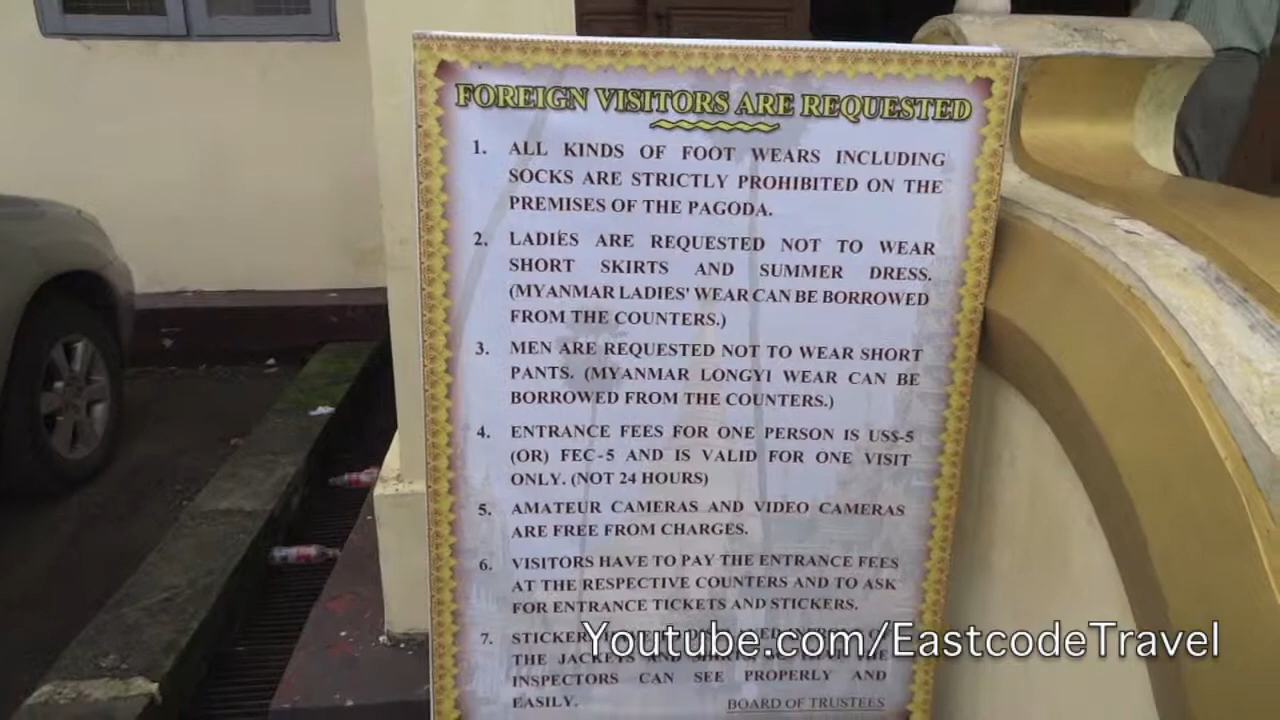 FOREIGN VISITORS ARE REQUESTED
1. ALL KINDS OF FOOT WEARS INCLUDING
SOCKS ARE STRICTLY PROHIBITED ON THE
PREMISES OF THE PAGODA.
2. LADIES ARE REQUESTED NOT TO WEAR
SHORT SKIRTS AND SUMMER DRESS.
(MYANMAR LADIES' WEAR CAN BE BORROWED
FROM THE COUNTERS.)
3. MEN ARE REQUESTED NOT TO WEAR SHORT
PANTS. (MYANMAR LONGYI WEAR CAN BE
BORROWED FROM THE COUNTERS.)
4. ENTRANCE FEES FOR ONE PERSON IS US$-5
(OR) FEC-5 AND IS VALID FOR ONE VISIT
ONLY. (NOT 24 HOURS)
5. AMATEUR CAMERAS AND VIDEO CAMERAS
ARE FREE FROM CHARGES.
6. VISITORS HAVE TO PAY THE ENTRANCE FEES
AT THE RESPECTIVE COUNTERS AND TO ASK
FOR ENTRANCE TICKETS AND STICKERS.
7.
Youtube.com/EastcodeTravel
THE JACKETS AND THE
INSPECTORS CAN SEE PROPERLY AND
EASILY.
BOARD OF TRUSTEES